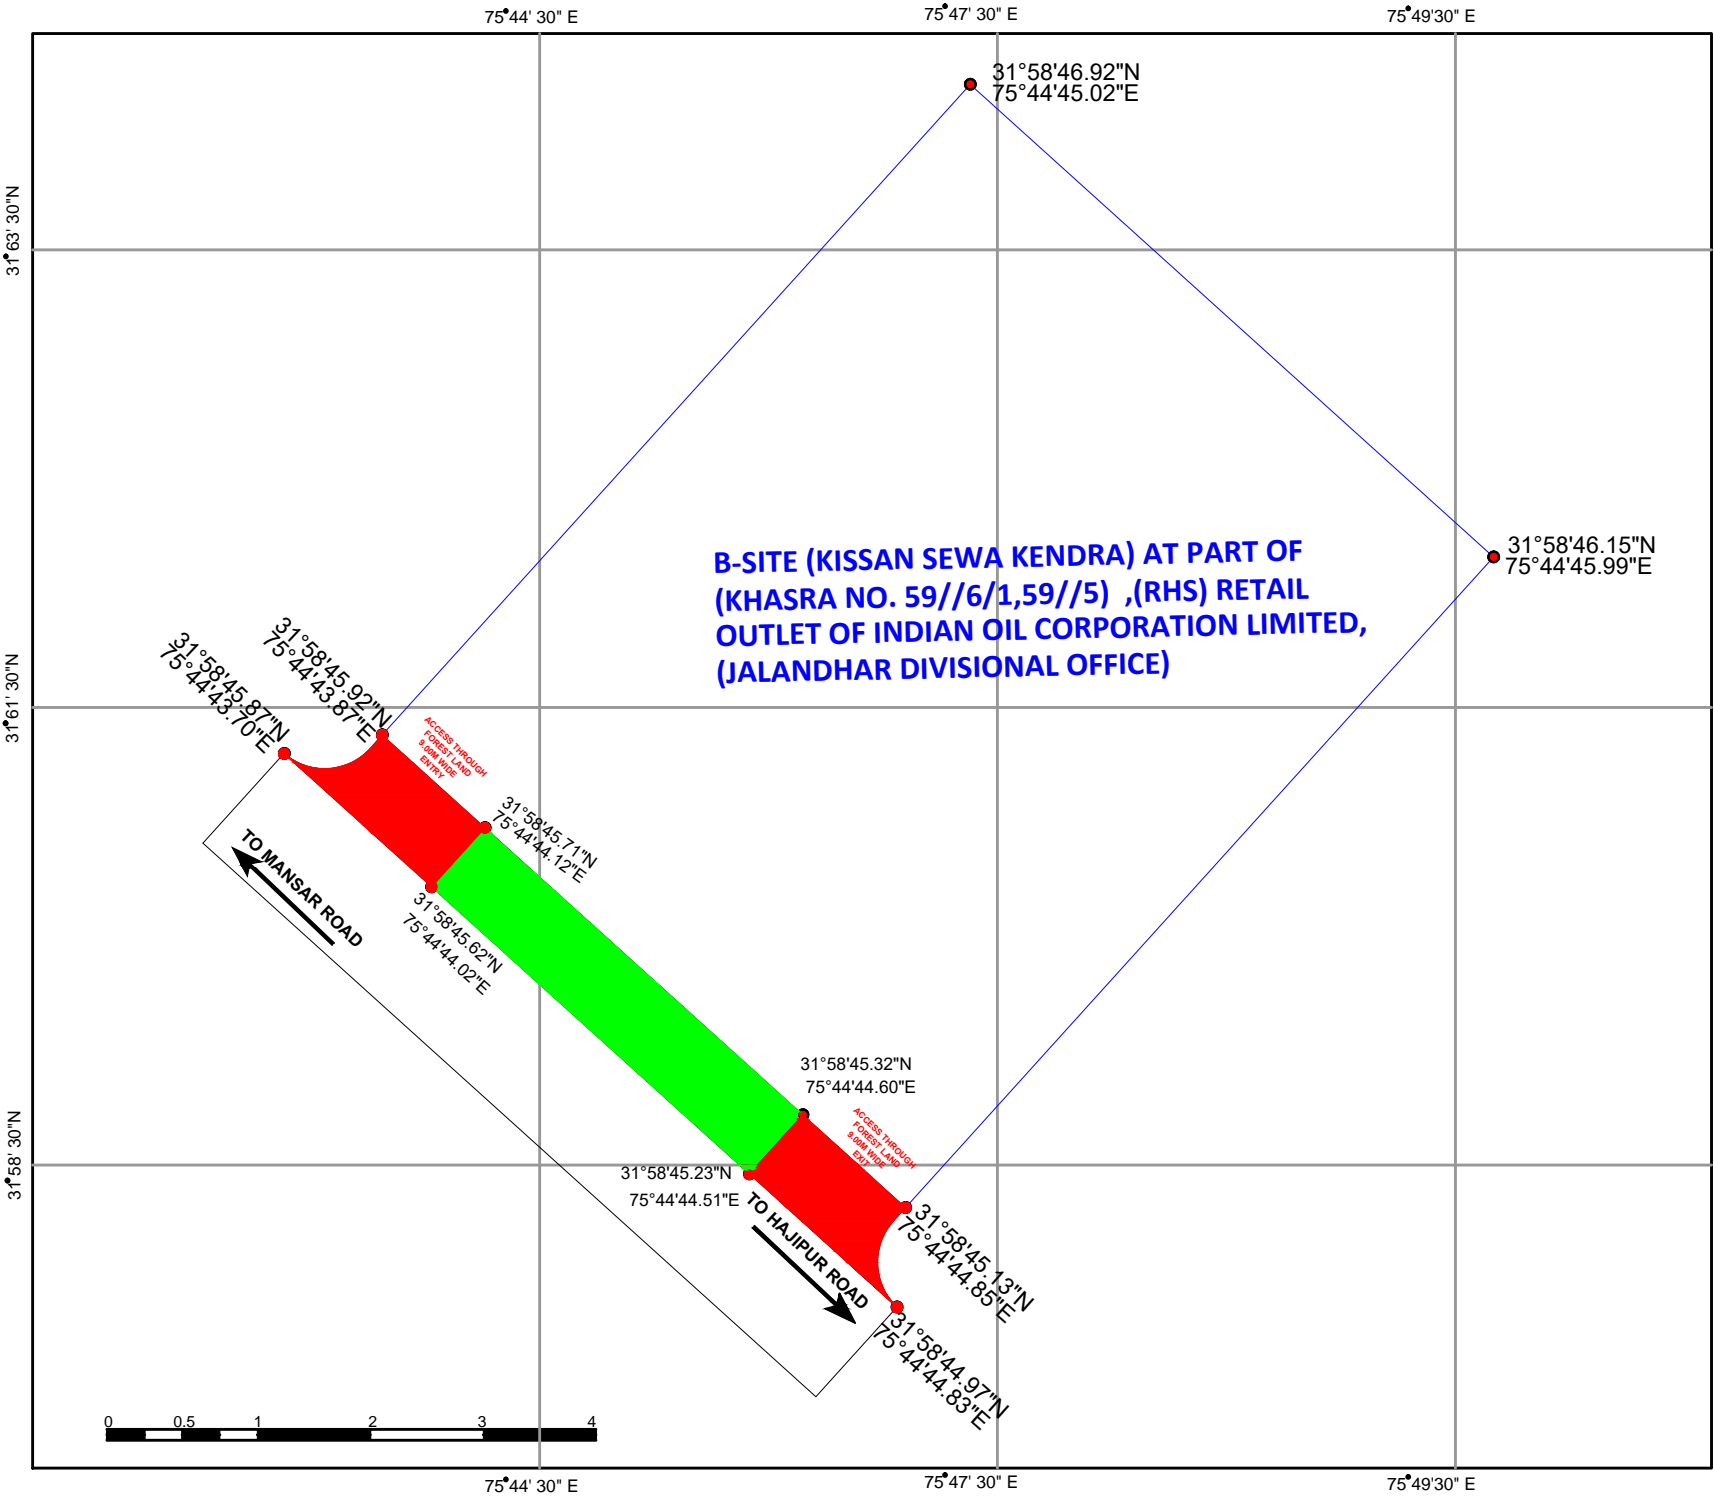 75°44' 30" E
75°47' 30" E
75°49'30" E
31°58'46.92"N
75°44'45.02"E
31°63' 30"N
31°58'46.15"N
75°44'45.99"E
B-SITE (KISSAN SEWA KENDRA) AT PART OF
(KHASRA NO. 59//6/1,59//5) ,(RHS) RETAIL
OUTLET OF INDIAN OIL CORPORATION LIMITED,
(JALANDHAR DIVISIONAL OFFICE)
31°58'45.92"N
75°44'43.87"E
31°58'45.87"N
75°44'43.70"E
31°61' 30"N
ACCESS THROUGH
FOREST LAND
9.00M WIDE
ENTRY
31°58'45.71"N
75°44'44.12"E
TO MANSAR ROAD
31°58'45.62"N
75°44'44.02"E
31°58'45.32"N
75°44'44.60"E
ACCESS THROUGH
FOREST LAND
9.00M WIDE
EXIT
31°58' 30"N
31°58'45.23"N
75°44'44.51"E
TO HAJIPUR ROAD
31°58'45.13"N
75°44'44.85"E
31°58'44.97"N
75°44'44.83"E
0 0.5 1 2 3 4
75°44' 30" E
75°47' 30" E
75°49'30" E